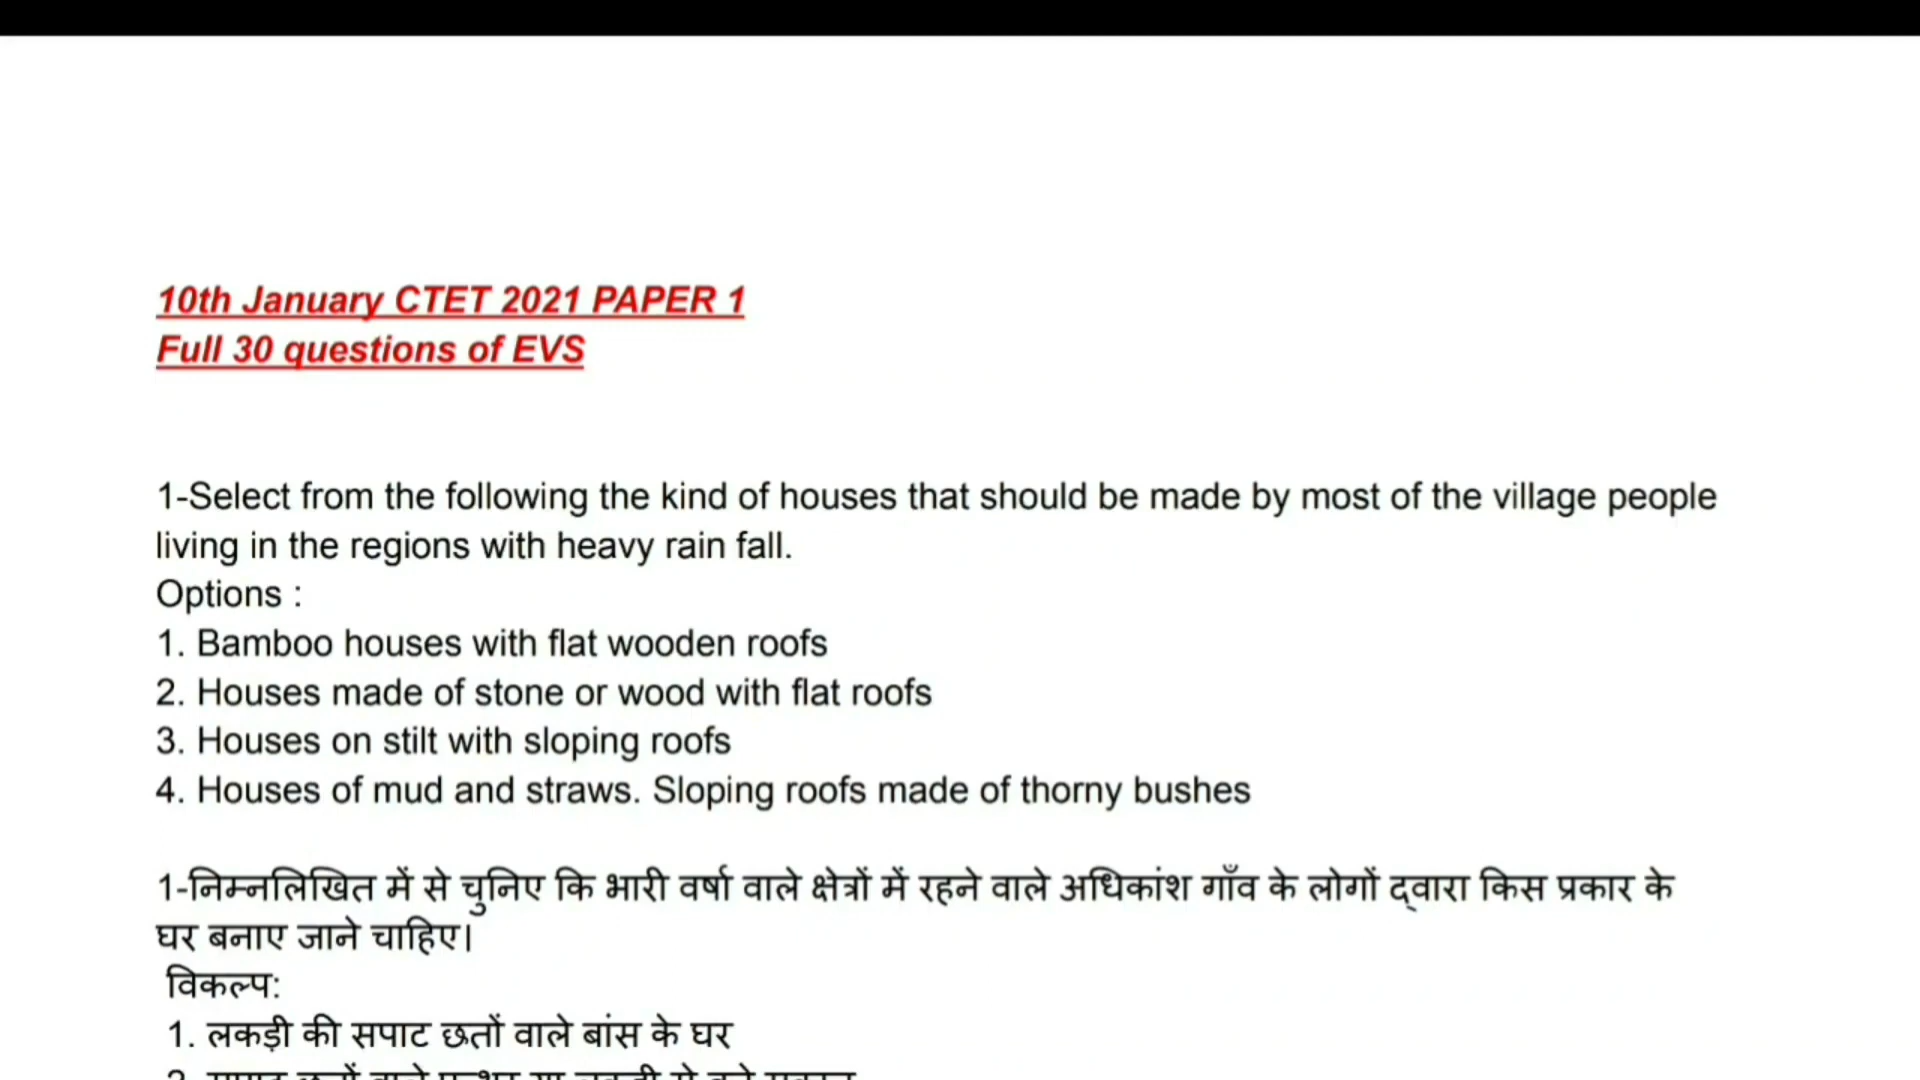 10th January CTET 2021 PAPER 1
Full 30 questions of EVS
1-Select from the following the kind of houses that should be made by most of the village people
living in the regions with heavy rain fall.
Options :
1. Bamboo houses with flat wooden roofs
2. Houses made of stone or wood with flat roofs
3. Houses on stilt with sloping roofs
4. Houses of mud and straws. Sloping roofs made of thorny bushes
1-निम्नलिखित में से चुनिए कि भारी वर्षा वाले क्षेत्रों में रहने वाले अधिकांश गाँव के लोगों द्वारा किस प्रकार के
घर बनाए जाने चाहिए।
विकल्प:
1. लकड़ी की सपाट छतों वाले बांस के घर